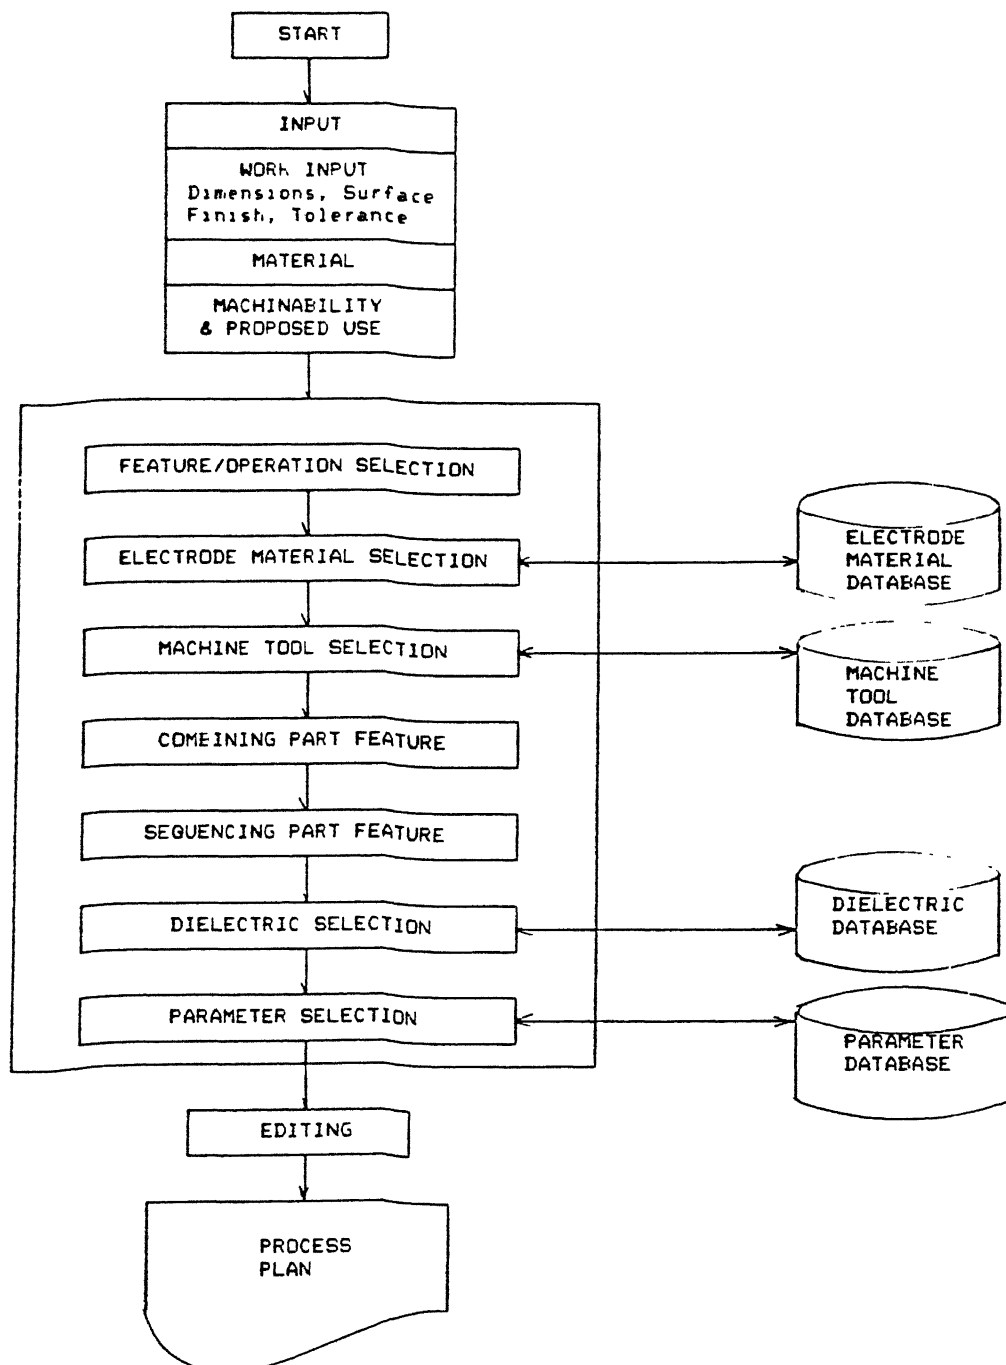 START
INPUT
WORK INPUT
Dimensions, Surface
Finish, Tolerance
MATERIAL
MACHINABILITY
& PROPOSED USE
FEATURE/OPERATION SELECTION
ELECTRODE MATERIAL SELECTION
ELECTRODE
MATERIAL
DATABASE
MACHINE TOOL SELECTION
MACHINE
TOOL
DATABASE
COMBINING PART FEATURE
SEQUENCING PART FEATURE
DIELECTRIC SELECTION
DIELECTRIC
DATABASE
PARAMETER SELECTION
PARAMETER
DATABASE
EDITING
PROCESS
PLAN